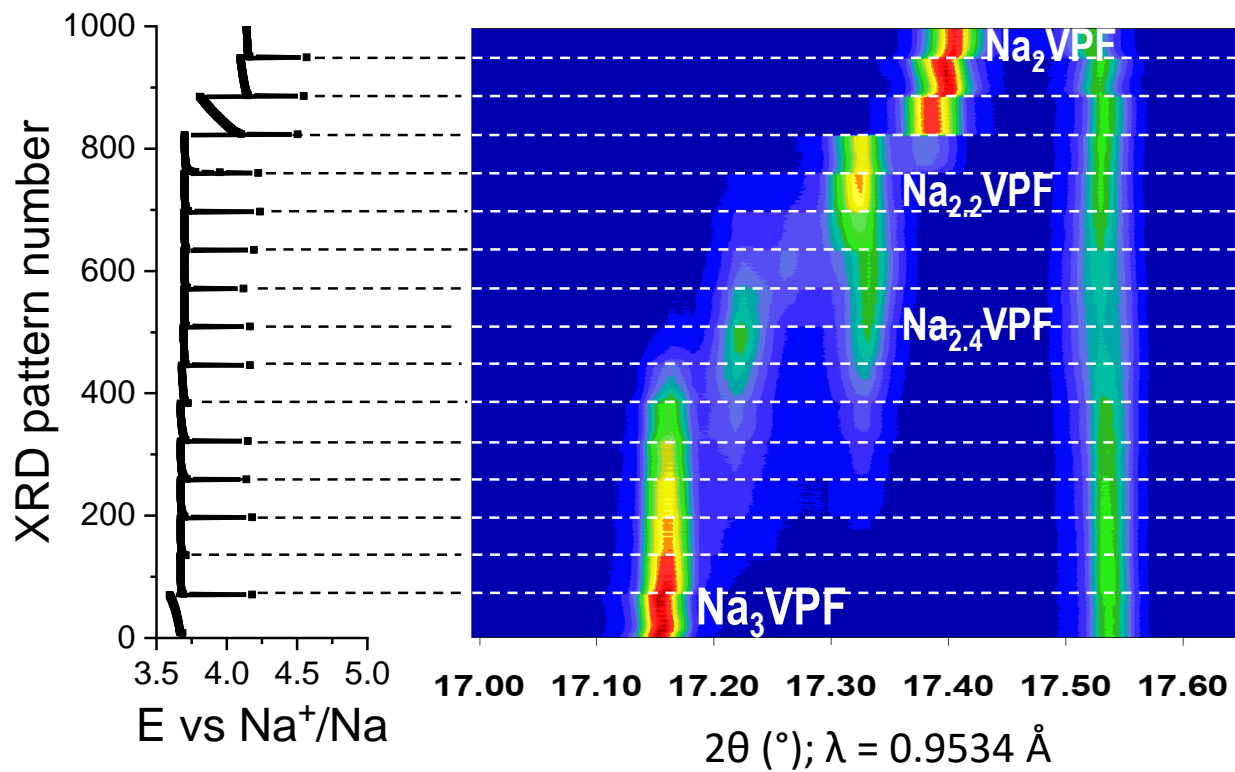 1000
800
600
400
200
0
XRD pattern number
3.5 4.0 4.5 5.0
E vs Na⁺/Na
Na₂VPF
Na₂.₂VPF
Na₂.₄VPF
Na₃VPF
17.00 17.10 17.20 17.30 17.40 17.50 17.60
2θ (°); λ = 0.9534 Å